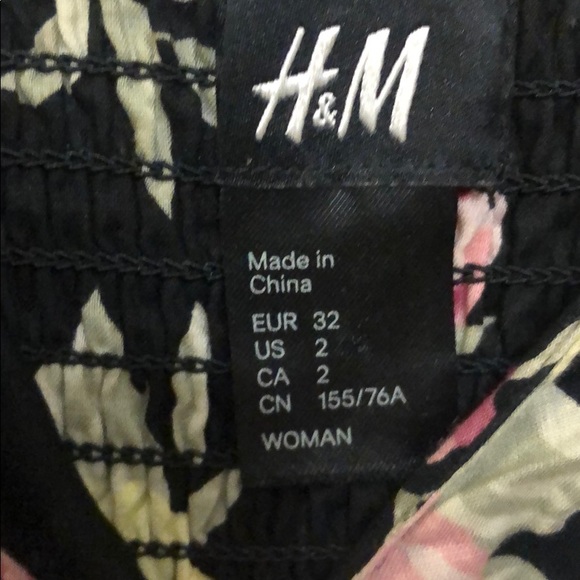 H&M
Made in
China
EUR 32
US 2
CA 2
CN 155/76A
WOMAN